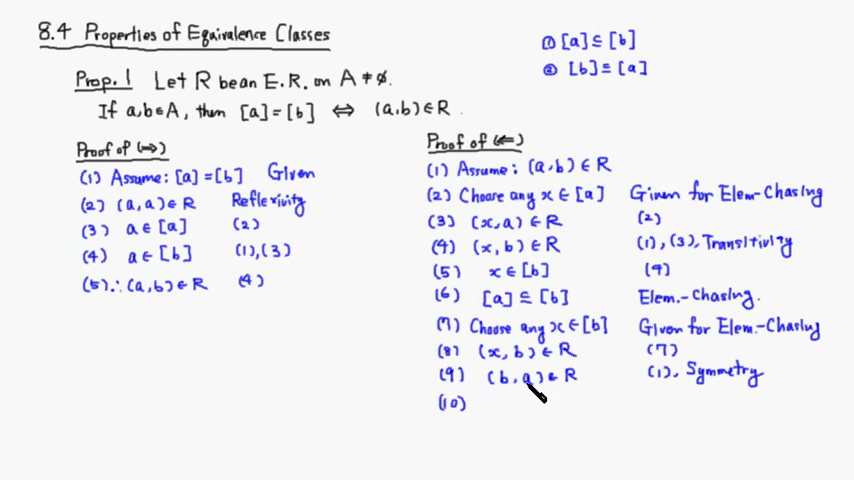 8.4 Properties of Equivalence Classes
① [a] ⊆ [b]
② [b] ⊆ [a]
Prop. 1 Let R be an E.R. on A ≠ ∅.
If a,b ∈ A, then [a] = [b] ⇔ (a,b) ∈ R.
Proof of (⇒)
(1) Assume: [a] = [b] Given
(2) (a,a) ∈ R Reflexivity
(3) a ∈ [a] (2)
(4) a ∈ [b] (1),(3)
(5) ∴ (a,b) ∈ R (4)
Proof of (⇐)
(1) Assume: (a,b) ∈ R
(2) Choose any x ∈ [a] Given for Elem-Chasing
(3) (x,a) ∈ R (2)
(4) (x,b) ∈ R (1),(3), Transitivity
(5) x ∈ [b] (4)
(6) [a] ⊆ [b] Elem.-Chasing.
(7) Choose any x ∈ [b] Given for Elem.-Chasing
(8) (x,b) ∈ R (7)
(9) (b,a) ∈ R (1), Symmetry
(10)